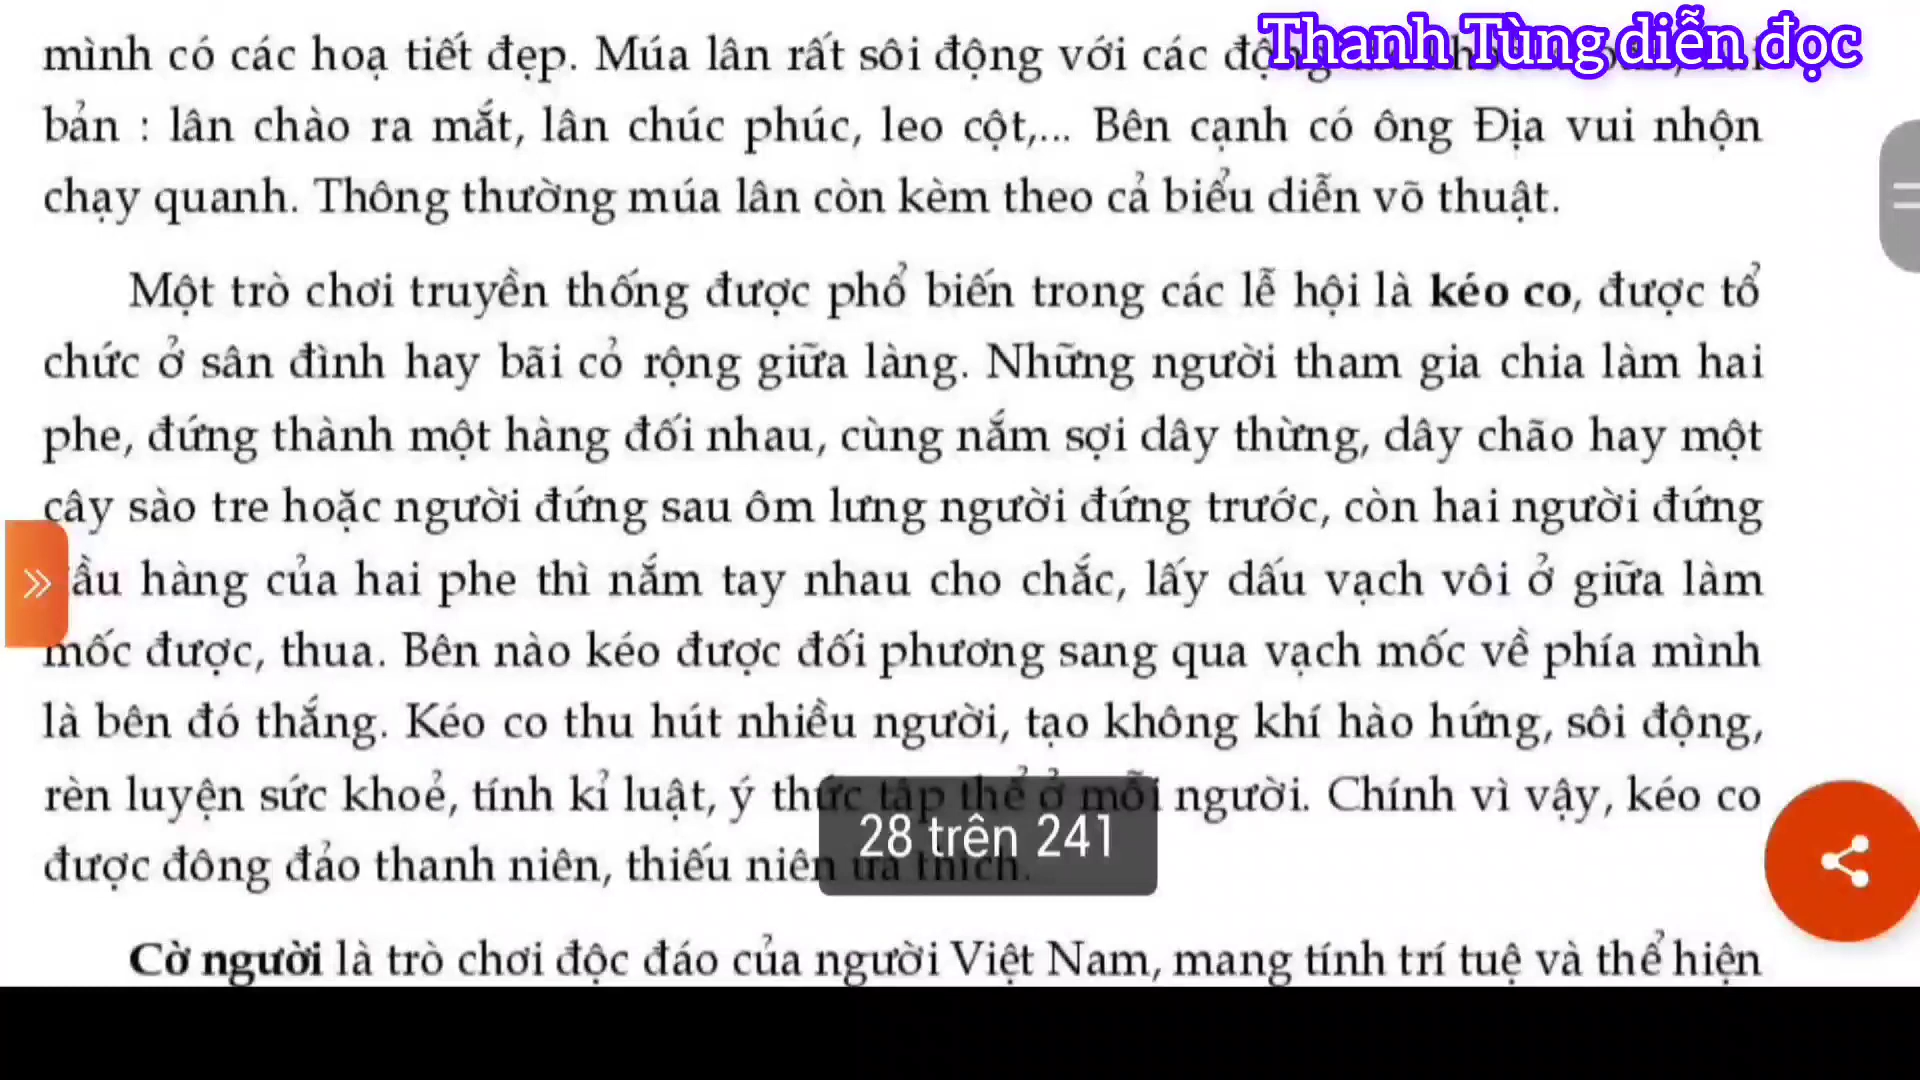 Thanh Tùng diễn đọc
mình có các hoạ tiết đẹp. Múa lân rất sôi động với các động
bản : lân chào ra mắt, lân chúc phúc, leo cột,... Bên cạnh có ông Địa vui nhộn
chạy quanh. Thông thường múa lân còn kèm theo cả biểu diễn võ thuật.
Một trò chơi truyền thống được phổ biến trong các lễ hội là kéo co, được tổ
chức ở sân đình hay bãi cỏ rộng giữa làng. Những người tham gia chia làm hai
phe, đứng thành một hàng đối nhau, cùng nắm sợi dây thừng, dây chão hay một
cây sào tre hoặc người đứng sau ôm lưng người đứng trước, còn hai người đứng
hàng của hai phe thì nắm tay nhau cho chắc, lấy dấu vạch vôi ở giữa làm
mốc được, thua. Bên nào kéo được đối phương sang qua vạch mốc về phía mình
là bên đó thắng. Kéo co thu hút nhiều người, tạo không khí hào hứng, sôi động,
rèn luyện sức khoẻ, tính kỉ luật, ý thức tập thể ở mỗi người. Chính vì vậy, kéo co
được đông đảo thanh niên, thiếu niên ưa thích.
28 trên 241
Cờ người là trò chơi độc đáo của người Việt Nam, mang tính trí tuệ và thể hiện